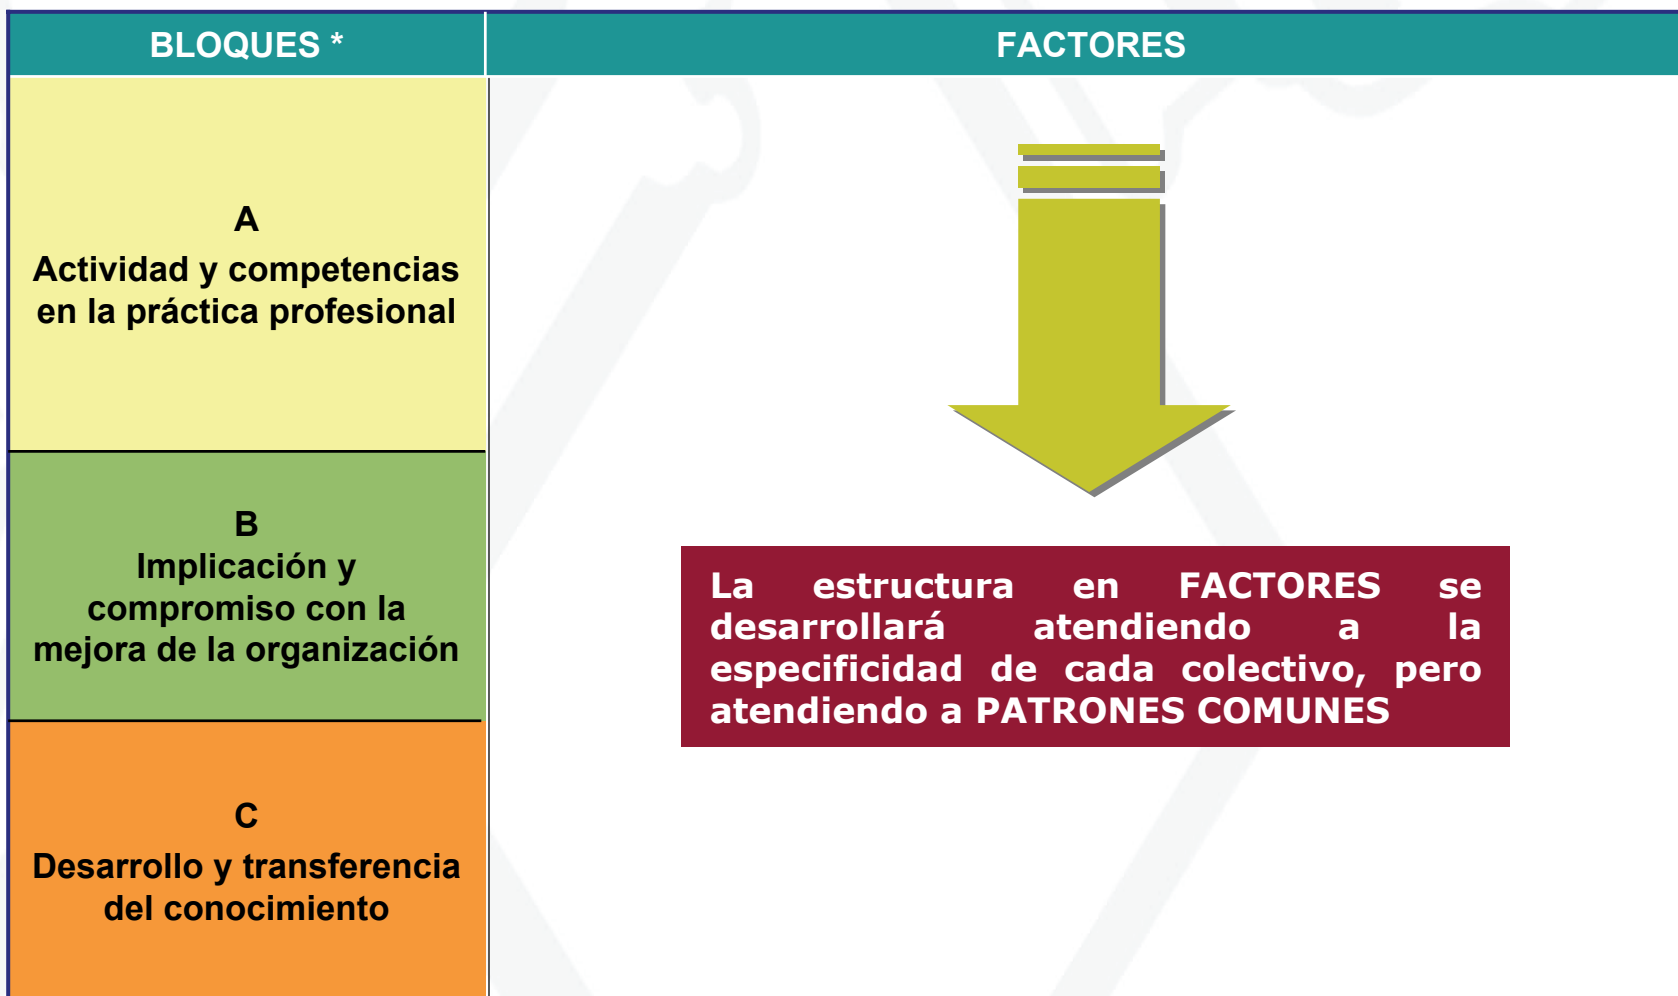 BLOQUES *
FACTORES
A
Actividad y competencias
en la práctica profesional
B
Implicación y
compromiso con la
mejora de la organización
C
Desarrollo y transferencia
del conocimiento
La estructura en FACTORES se
desarrollará atendiendo a la
especificidad de cada colectivo, pero
atendiendo a PATRONES COMUNES